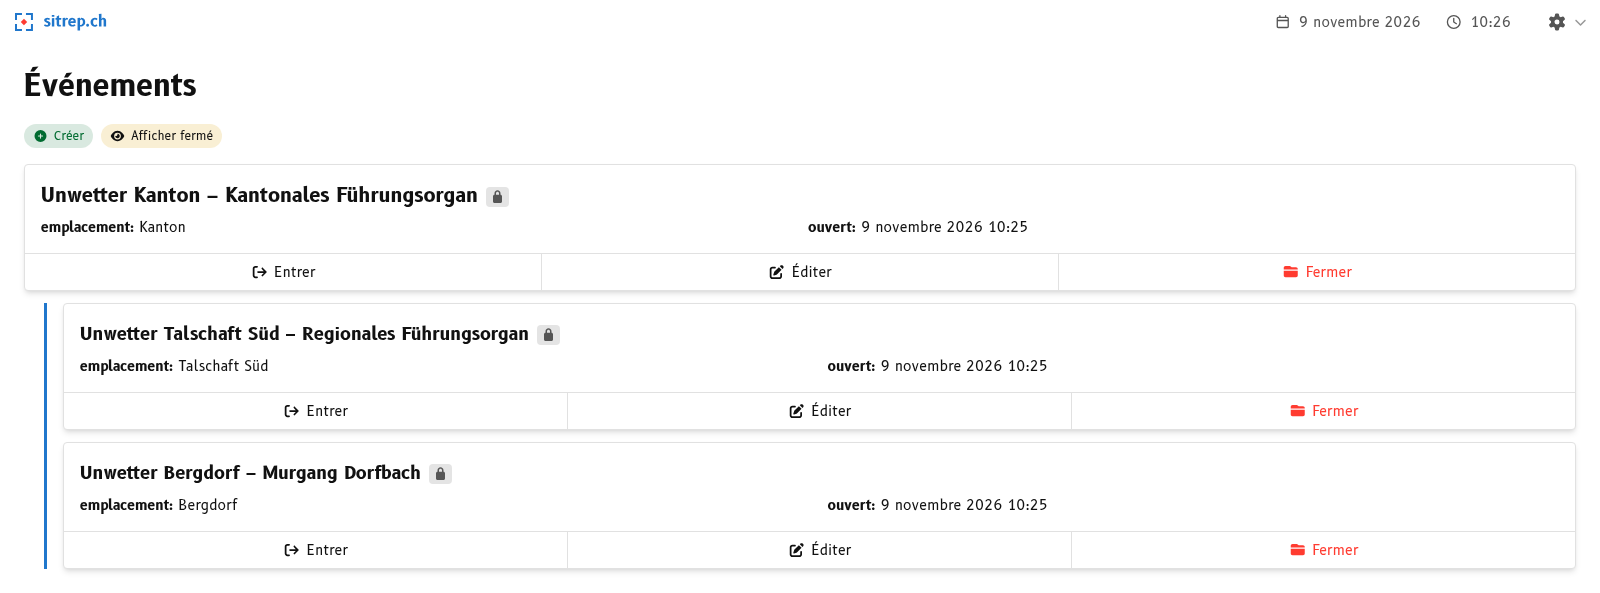 sitrep.ch
9 novembre 2026 10:26
Événements
Créer Afficher fermé
Unwetter Kanton – Kantonales Führungsorgan
emplacement: Kanton ouvert: 9 novembre 2026 10:25
Entrer Éditer Fermer
Unwetter Talschaft Süd – Regionales Führungsorgan
emplacement: Talschaft Süd ouvert: 9 novembre 2026 10:25
Entrer Éditer Fermer
Unwetter Bergdorf – Murgang Dorfbach
emplacement: Bergdorf ouvert: 9 novembre 2026 10:25
Entrer Éditer Fermer